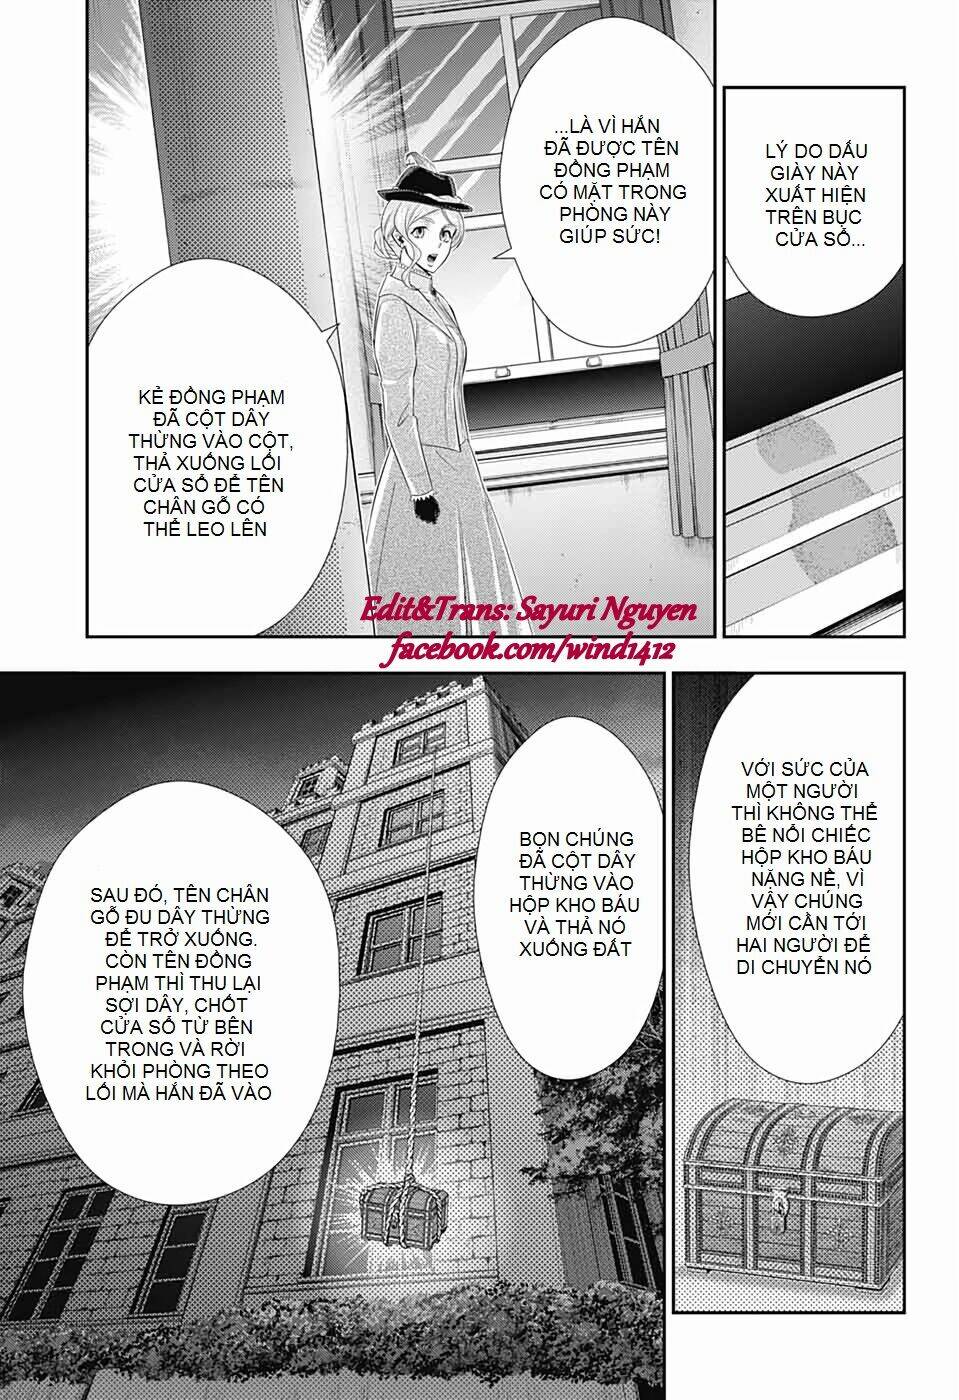 LÝ DO DẤU
GIÀY NÀY
XUẤT HIỆN
TRÊN BỤC
CỬA SỔ...
...LÀ VÌ HẮN
ĐÃ ĐƯỢC TÊN
ĐỒNG PHẠM
CÓ MẶT TRONG
PHÒNG NÀY
GIÚP SỨC!
KẺ ĐỒNG PHẠM
ĐÃ CỘT DÂY
THỪNG VÀO CỘT,
THẢ XUỐNG LỐI
CỬA SỔ ĐỂ TÊN
CHÂN GỖ CÓ
THỂ LEO LÊN
Edit&Trans: Sayuri Nguyen
facebook.com/wind1412
VỚI SỨC CỦA
MỘT NGƯỜI
THÌ KHÔNG THỂ
BÊ NỔI CHIẾC
HỘP KHO BÁU
NẶNG NỀ, VÌ
VẬY CHÚNG
MỚI CẦN TỚI
HAI NGƯỜI ĐỂ
DI CHUYỂN NÓ
BỌN CHÚNG
ĐÃ CỘT DÂY
THỪNG VÀO
HỘP KHO BÁU
VÀ THẢ NÓ
XUỐNG ĐẤT
SAU ĐÓ, TÊN CHÂN
GỖ ĐU DÂY THỪNG
ĐỂ TRỞ XUỐNG.
CÒN TÊN ĐỒNG
PHẠM THÌ THU LẠI
SỢI DÂY, CHỐT
CỬA SỔ TỪ BÊN
TRONG VÀ RỜI
KHỎI PHÒNG THEO
LỐI MÀ HẮN ĐÃ VÀO